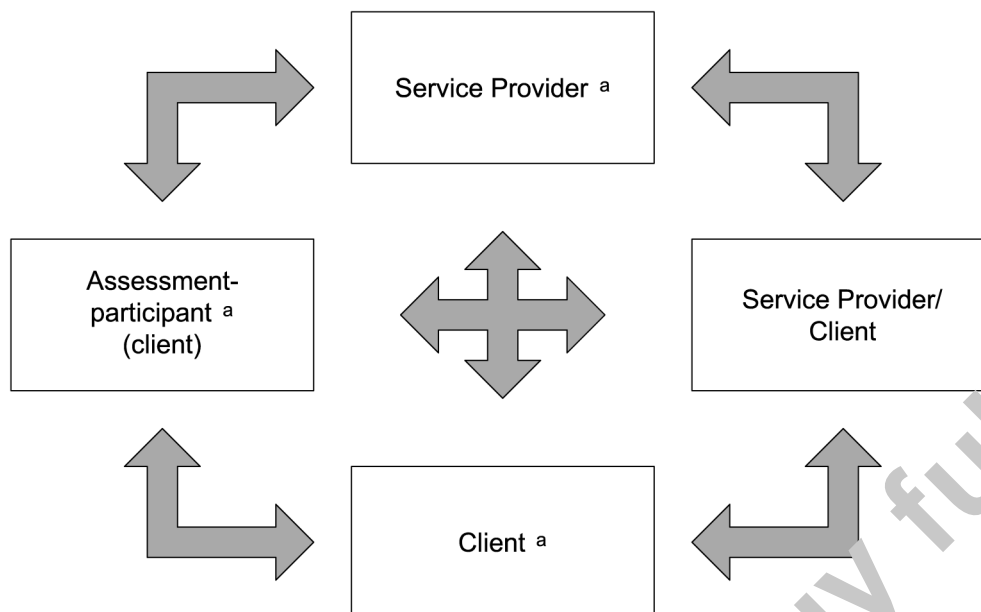 Service Provider a
Assessment-
participant a
(client)
Service Provider/
Client
Client a